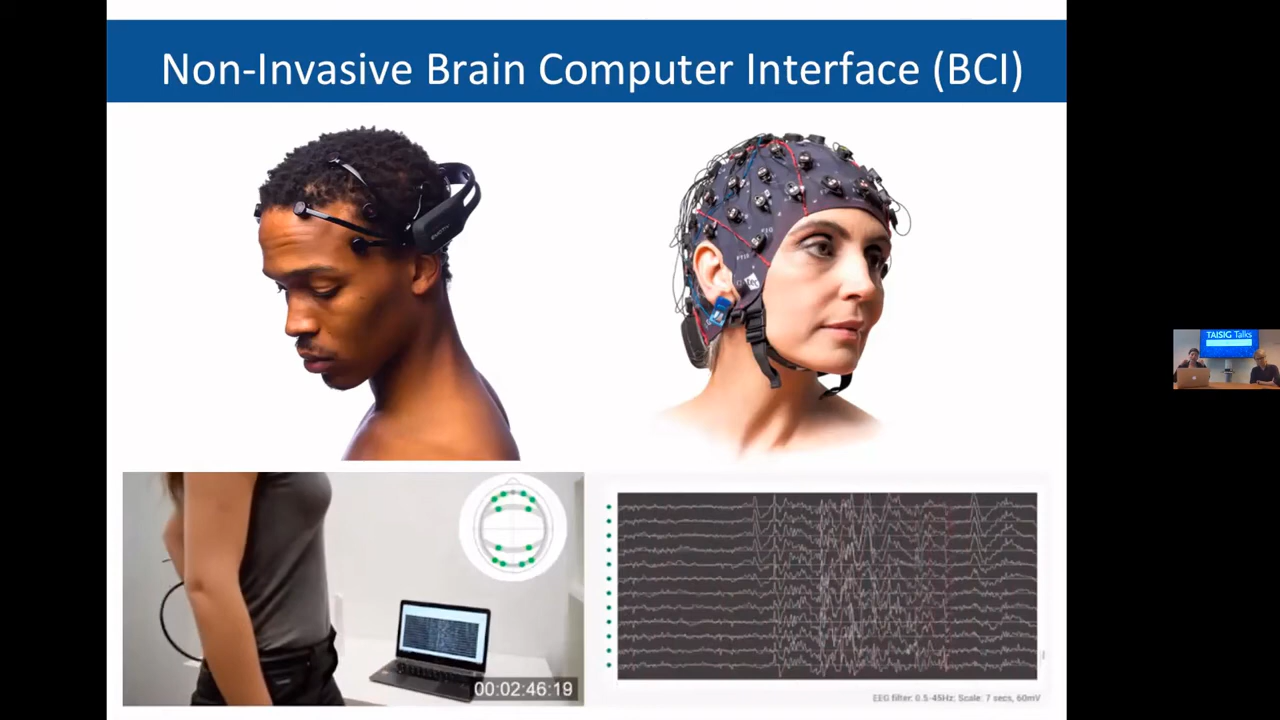 Non-Invasive Brain Computer Interface (BCI)
TAISIG Talks
00:02:46:19
EEG filter: 0.5-45Hz; Scale: 7 secs, 60mV